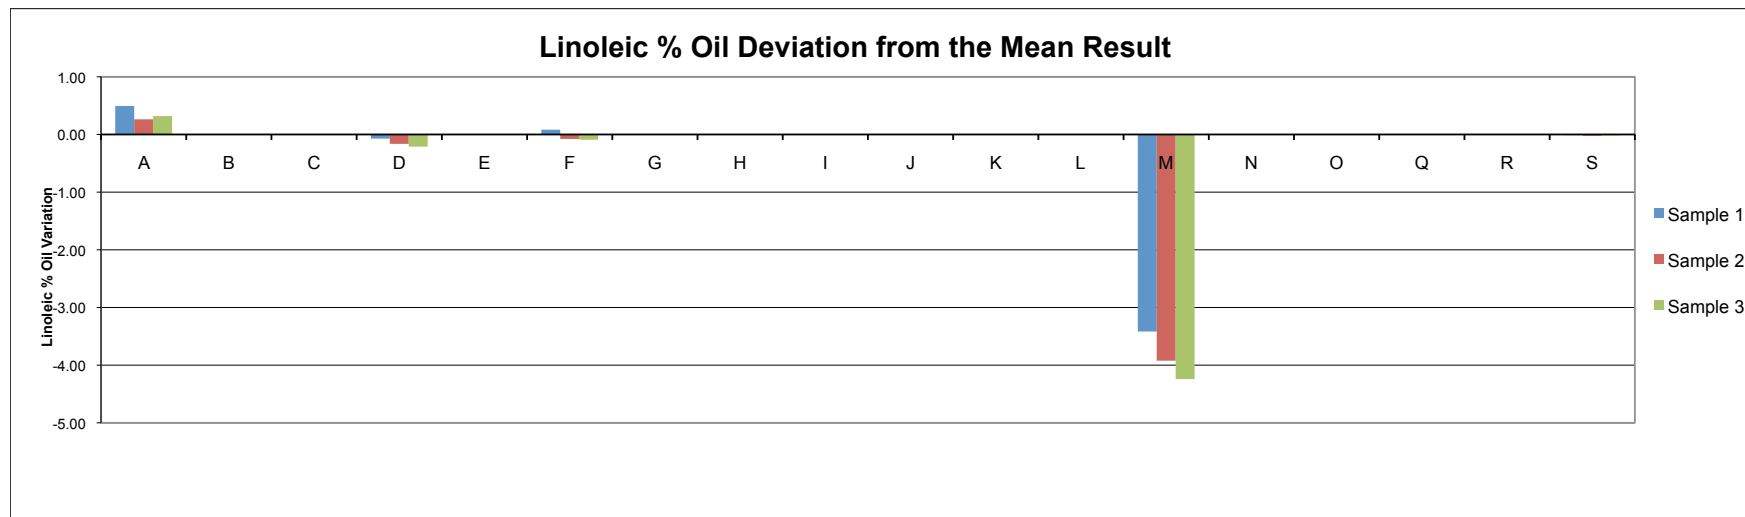 Linoleic % Oil Deviation from the Mean Result
1.00
0.00
A B C D E F G H I J K L M N O Q R S
-1.00
-2.00
-3.00
-4.00
-5.00
Linoleic % Oil Variation
Sample 1
Sample 2
Sample 3